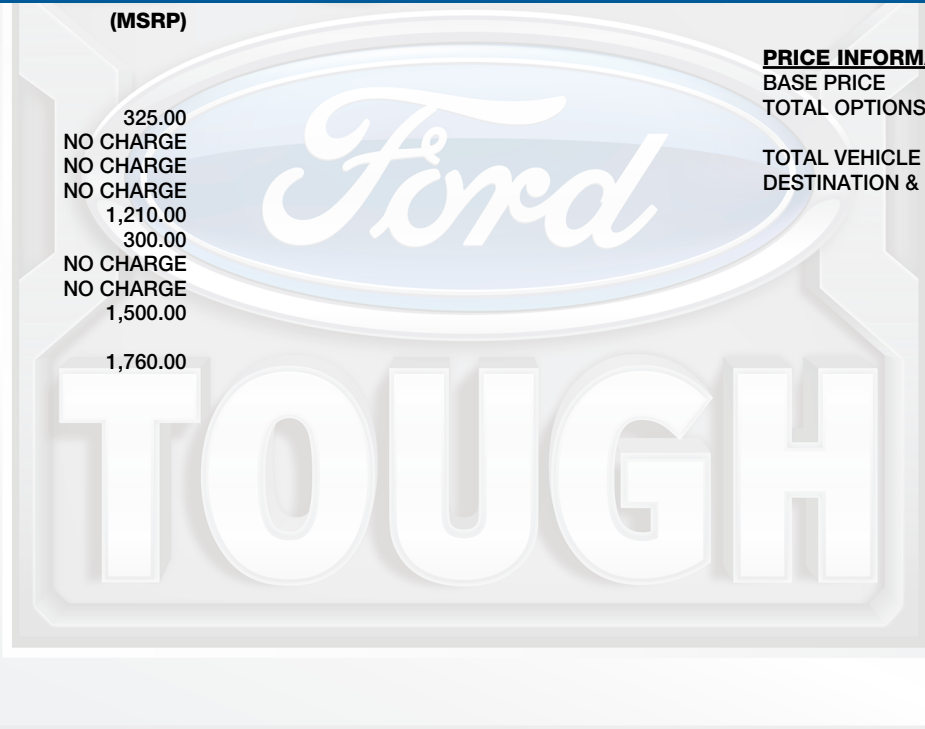 (MSRP)
325.00
NO CHARGE
NO CHARGE
NO CHARGE
1,210.00
300.00
NO CHARGE
NO CHARGE
1,500.00
1,760.00
PRICE INFORMA
BASE PRICE
TOTAL OPTIONS
TOTAL VEHICLE
DESTINATION &
Ford
TOUGH